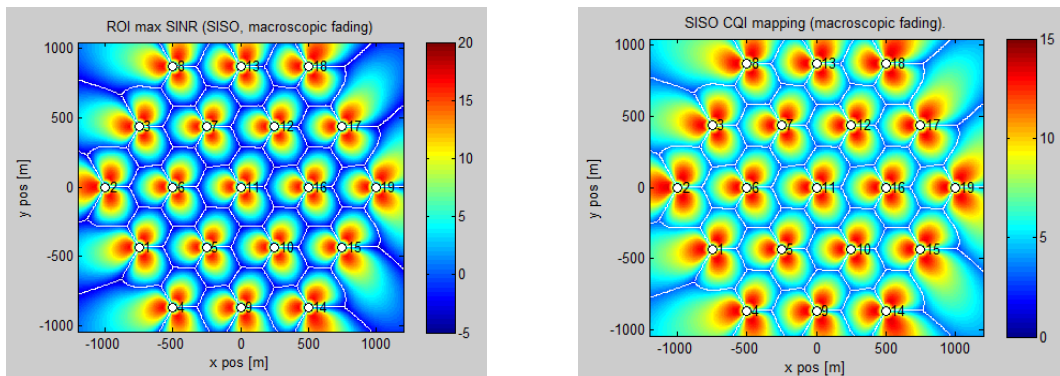 ROI max SINR (SISO, macroscopic fading)
1000
500
0
-500
-1000
y pos [m]
8 13 18
3 7 12 17
2 6 11 16 19
1 5 10 15
4 9 14
-1000 -500 0 500 1000
x pos [m]
20
15
10
5
0
-5
SISO CQI mapping (macroscopic fading).
1000
500
0
-500
-1000
y pos [m]
8 13 18
3 7 12 17
2 6 11 16 19
1 5 10 15
4 9 14
-1000 -500 0 500 1000
x pos [m]
15
10
5
0